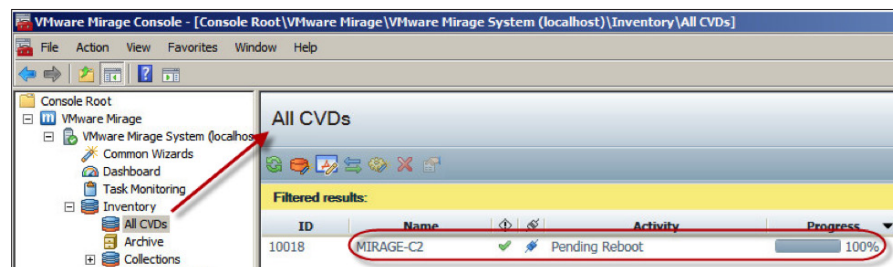 VMware Mirage Console - [Console Root\VMware Mirage\VMware Mirage System (localhost)\Inventory\All CVDs]
File Action View Favorites Window Help
Console Root
VMware Mirage
VMware Mirage System (localhos
Common Wizards
Dashboard
Task Monitoring
Inventory
All CVDs
Archive
Collections
All CVDs
Filtered results:
ID Name Activity Progress
10018 MIRAGE-C2 Pending Reboot 100%